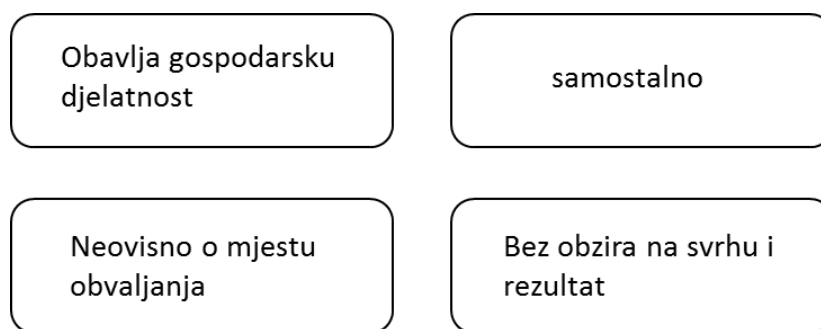 Obavlja gospodarsku
djelatnost
samostalno
Neovisno o mjestu
obvaljanja
Bez obzira na svrhu i
rezultat